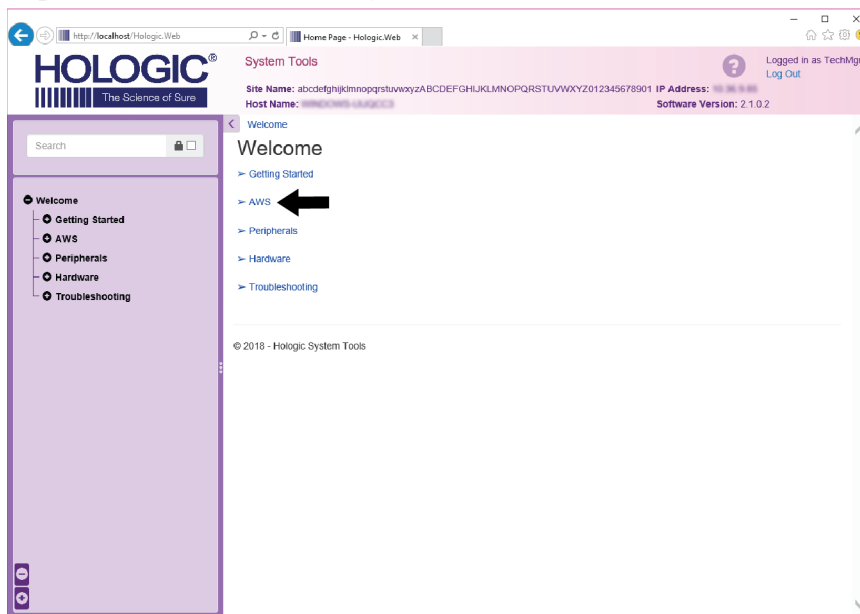 http://localhost/Hologic.Web
Home Page - Hologic.Web
HOLOGIC®
The Science of Sure
System Tools
Logged in as TechMgr
Log Out
Site Name: abcdefghijklmnopqrstuvwxyzABCDEFGHIJKLMNOPQRSTUVWXYZ012345678901 IP Address:
Host Name:
Software Version: 2.1.0.2
Search
Welcome
Welcome
➢ Getting Started
➢ AWS
➢ Peripherals
➢ Hardware
➢ Troubleshooting
© 2018 - Hologic System Tools
Welcome
Getting Started
AWS
Peripherals
Hardware
Troubleshooting